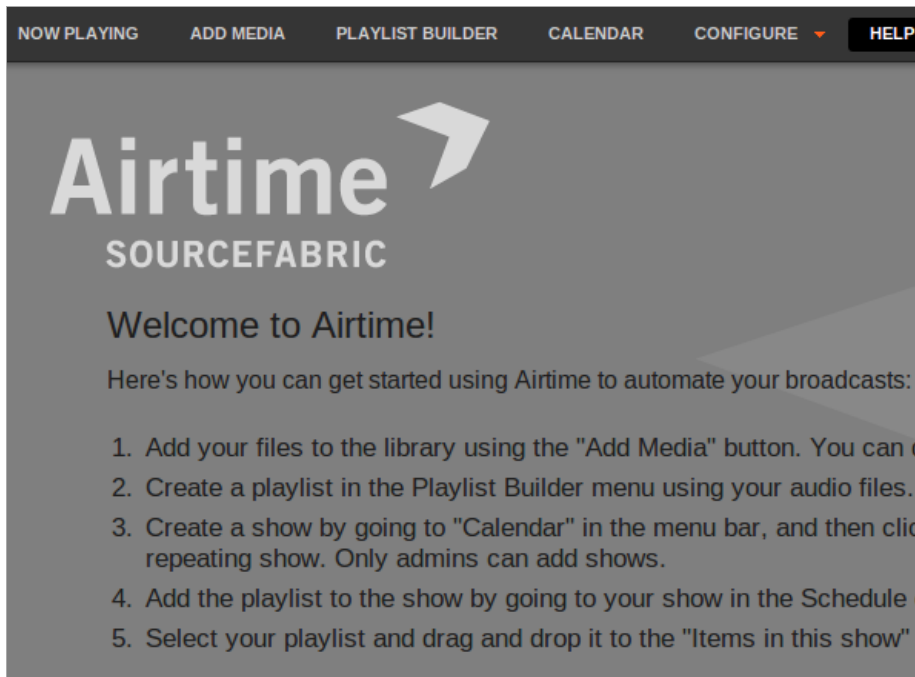 NOW PLAYING ADD MEDIA PLAYLIST BUILDER CALENDAR CONFIGURE HELP
Airtime
SOURCEFABRIC
Welcome to Airtime!
Here's how you can get started using Airtime to automate your broadcasts:
1. Add your files to the library using the "Add Media" button. You can
2. Create a playlist in the Playlist Builder menu using your audio files.
3. Create a show by going to "Calendar" in the menu bar, and then
repeating show. Only admins can add shows.
4. Add the playlist to the show by going to your show in the Schedule
5. Select your playlist and drag and drop it to the "Items in this show"